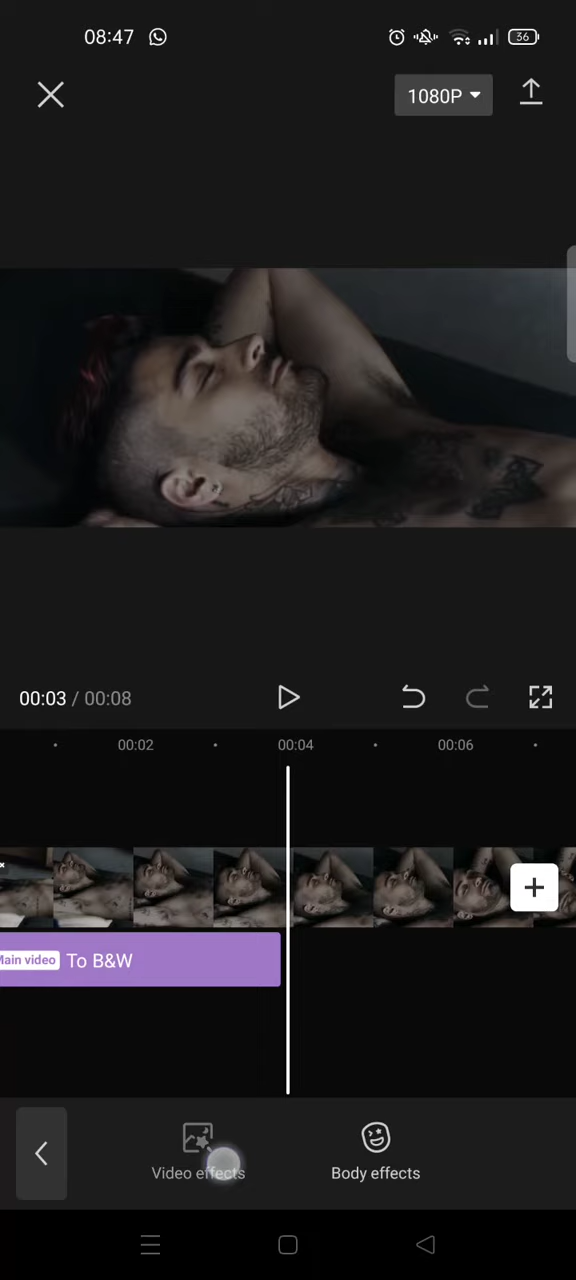 08:47
36
1080P
00:03 / 00:08
00:02
00:04
00:06
Main video To B&W
Video effects
Body effects